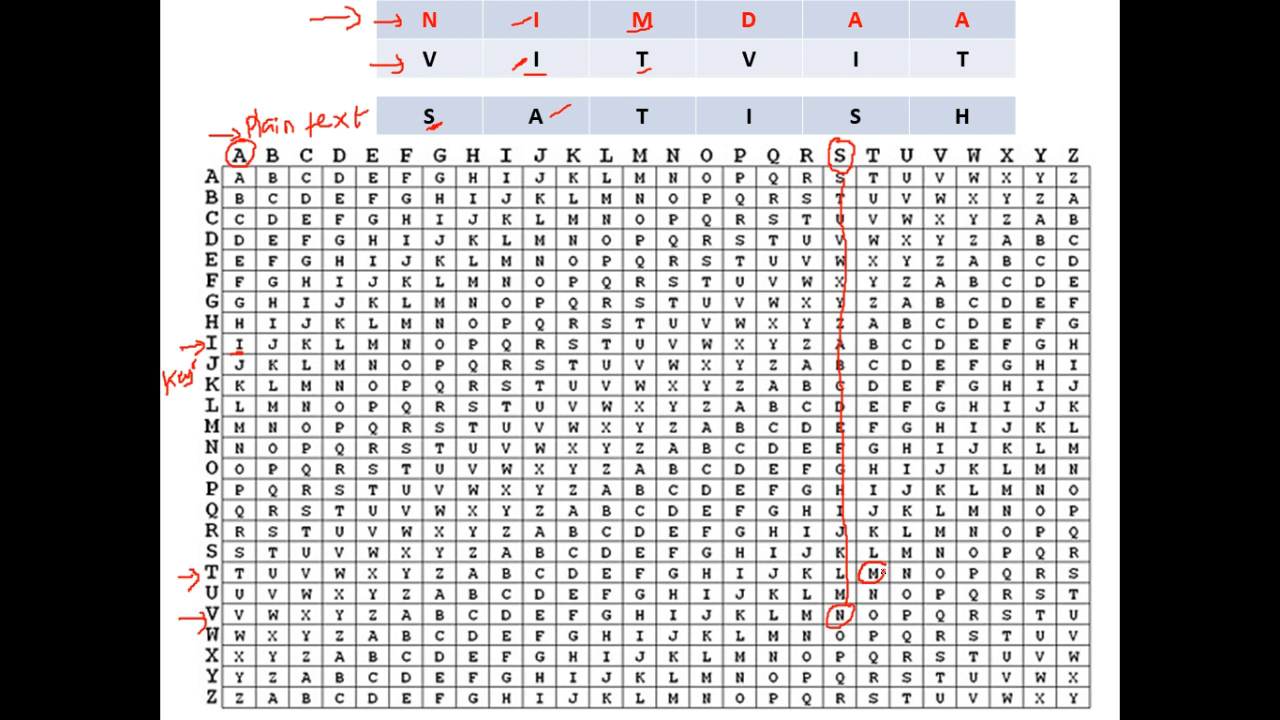 N I M D A A
V I T V I T
plain text S A T I S H
A B C D E F G H I J K L M N O P Q R S T U V W X Y Z
A A B C D E F G H I J K L M N O P Q R S T U V W X Y Z
B B C D E F G H I J K L M N O P Q R S T U V W X Y Z A
C C D E F G H I J K L M N O P Q R S T U V W X Y Z A B
D D E F G H I J K L M N O P Q R S T U V W X Y Z A B C
E E F G H I J K L M N O P Q R S T U V W X Y Z A B C D
F F G H I J K L M N O P Q R S T U V W X Y Z A B C D E
G G H I J K L M N O P Q R S T U V W X Y Z A B C D E F
H H I J K L M N O P Q R S T U V W X Y Z A B C D E F G
I I J K L M N O P Q R S T U V W X Y Z A B C D E F G H
J J K L M N O P Q R S T U V W X Y Z A B C D E F G H I
Key
K K L M N O P Q R S T U V W X Y Z A B C D E F G H I J
L L M N O P Q R S T U V W X Y Z A B C D E F G H I J K
M M N O P Q R S T U V W X Y Z A B C D E F G H I J K L
N N O P Q R S T U V W X Y Z A B C D E F G H I J K L M
O O P Q R S T U V W X Y Z A B C D E F G H I J K L M N
P P Q R S T U V W X Y Z A B C D E F G H I J K L M N O
Q Q R S T U V W X Y Z A B C D E F G H I J K L M N O P
R R S T U V W X Y Z A B C D E F G H I J K L M N O P Q
S S T U V W X Y Z A B C D E F G H I J K L M N O P Q R
T T U V W X Y Z A B C D E F G H I J K L M N O P Q R S
U U V W X Y Z A B C D E F G H I J K L M N O P Q R S T
V V W X Y Z A B C D E F G H I J K L M N O P Q R S T U
W W X Y Z A B C D E F G H I J K L M N O P Q R S T U V
X X Y Z A B C D E F G H I J K L M N O P Q R S T U V W
Y Y Z A B C D E F G H I J K L M N O P Q R S T U V W X
Z Z A B C D E F G H I J K L M N O P Q R S T U V W X Y